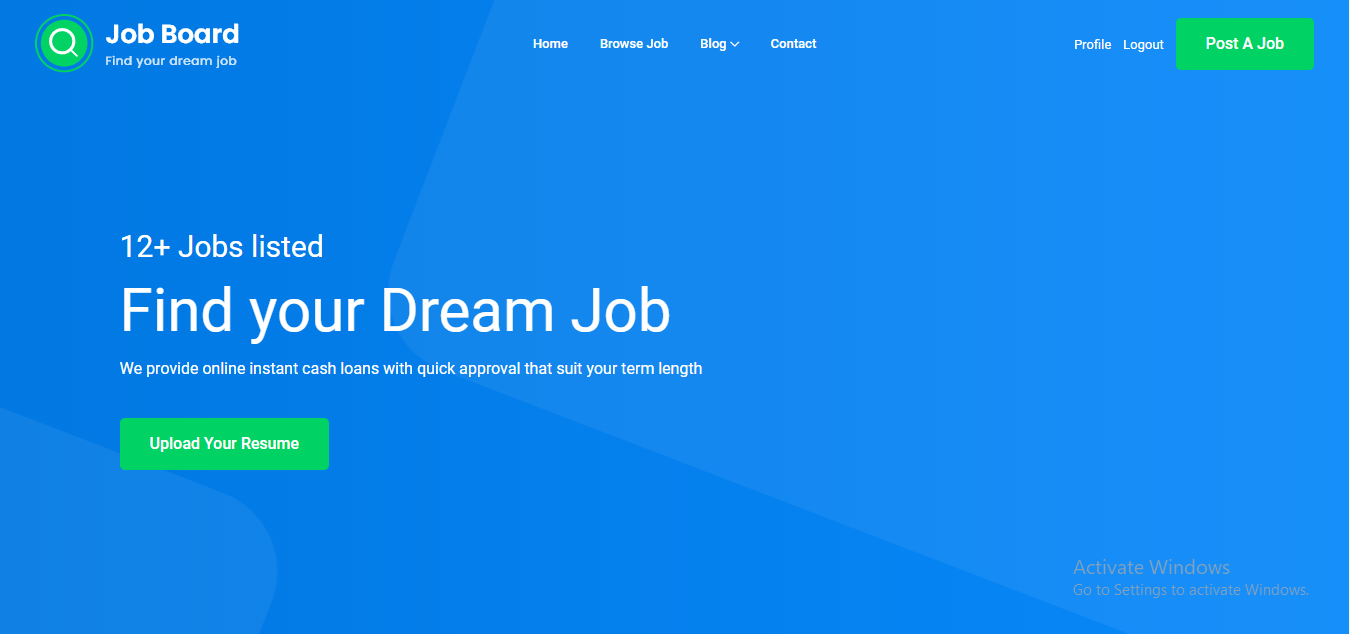 Job Board
Find your dream job
Home Browse Job Blog Contact
Profile Logout Post A Job
12+ Jobs listed
Find your Dream Job
We provide online instant cash loans with quick approval that suit your term length
Upload Your Resume
Activate Windows
Go to Settings to activate Windows.